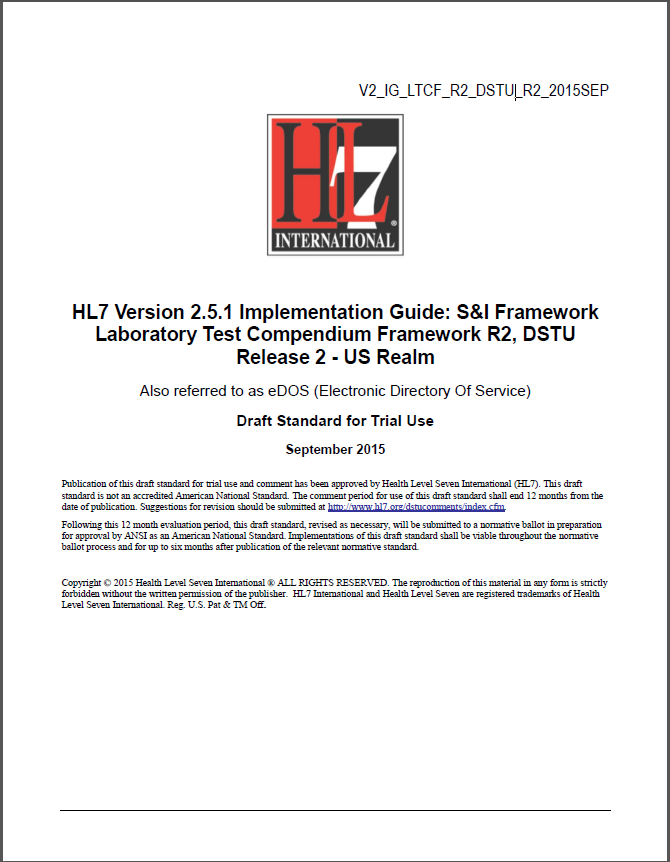 V2_IG_LTCF_R2_DSTU_R2_2015SEP
HL7
®
INTERNATIONAL
HL7 Version 2.5.1 Implementation Guide: S&I Framework
Laboratory Test Compendium Framework R2, DSTU
Release 2 - US Realm
Also referred to as eDOS (Electronic Directory Of Service)
Draft Standard for Trial Use
September 2015
Publication of this draft standard for trial use and comment has been approved by Health Level Seven International (HL7). This draft
standard is not an accredited American National Standard. The comment period for use of this draft standard shall end 12 months from the
date of publication. Suggestions for revision should be submitted at http://www.hl7.org/dstucomments/index.cfm.
Following this 12 month evaluation period, this draft standard, revised as necessary, will be submitted to a normative ballot in preparation
for approval by ANSI as an American National Standard. Implementations of this draft standard shall be viable throughout the normative
ballot process and for up to six months after publication of the relevant normative standard.
Copyright © 2015 Health Level Seven International ® ALL RIGHTS RESERVED. The reproduction of this material in any form is strictly
forbidden without the written permission of the publisher. HL7 International and Health Level Seven are registered trademarks of Health
Level Seven International. Reg. U.S. Pat & TM Off.